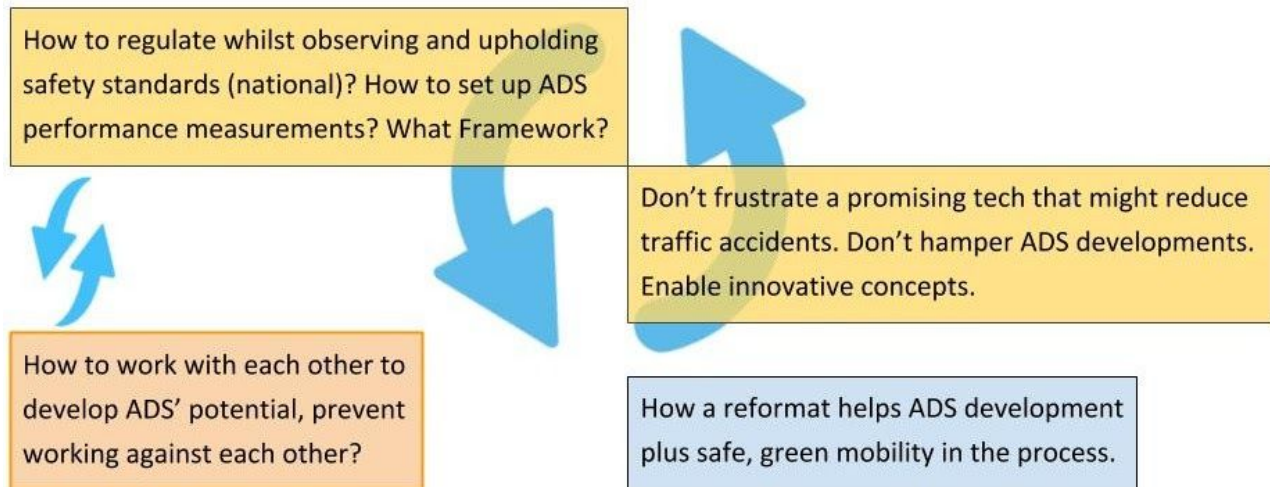 How to regulate whilst observing and upholding
safety standards (national)? How to set up ADS
performance measurements? What Framework?
Don’t frustrate a promising tech that might reduce
traffic accidents. Don’t hamper ADS developments.
Enable innovative concepts.
How to work with each other to
develop ADS’ potential, prevent
working against each other?
How a reformat helps ADS development
plus safe, green mobility in the process.